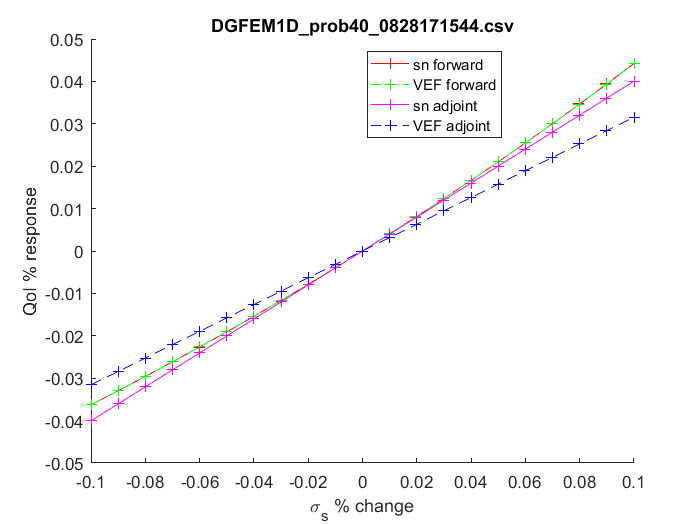 DGFEM1D_prob40_0828171544.csv
sn forward
VEF forward
sn adjoint
VEF adjoint
QoI % response
0.05
0.04
0.03
0.02
0.01
0
-0.01
-0.02
-0.03
-0.04
-0.05
-0.1 -0.08 -0.06 -0.04 -0.02 0 0.02 0.04 0.06 0.08 0.1
σs % change